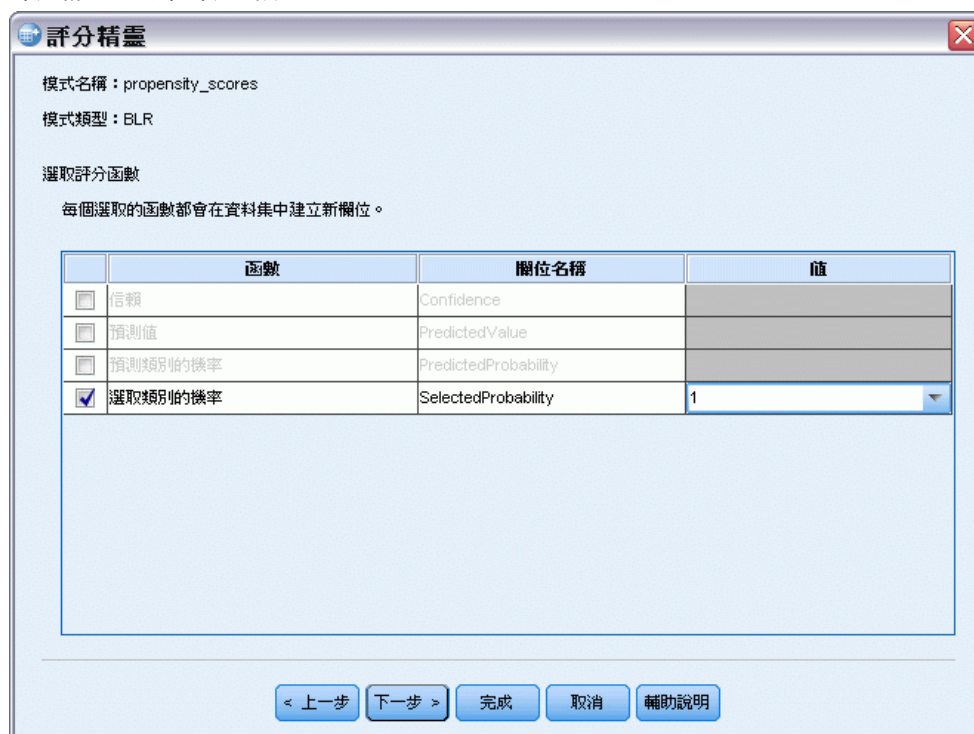 評分精靈
模式名稱：propensity_scores
模式類型：BLR
選取評分函數
每個選取的函數都會在資料集中建立新欄位。
函數 欄位名稱 值
信賴 Confidence
預測值 PredictedValue
預測類別的機率 PredictedProbability
選取類別的機率 SelectedProbability 1
< 上一步 下一步 > 完成 取消 輔助說明